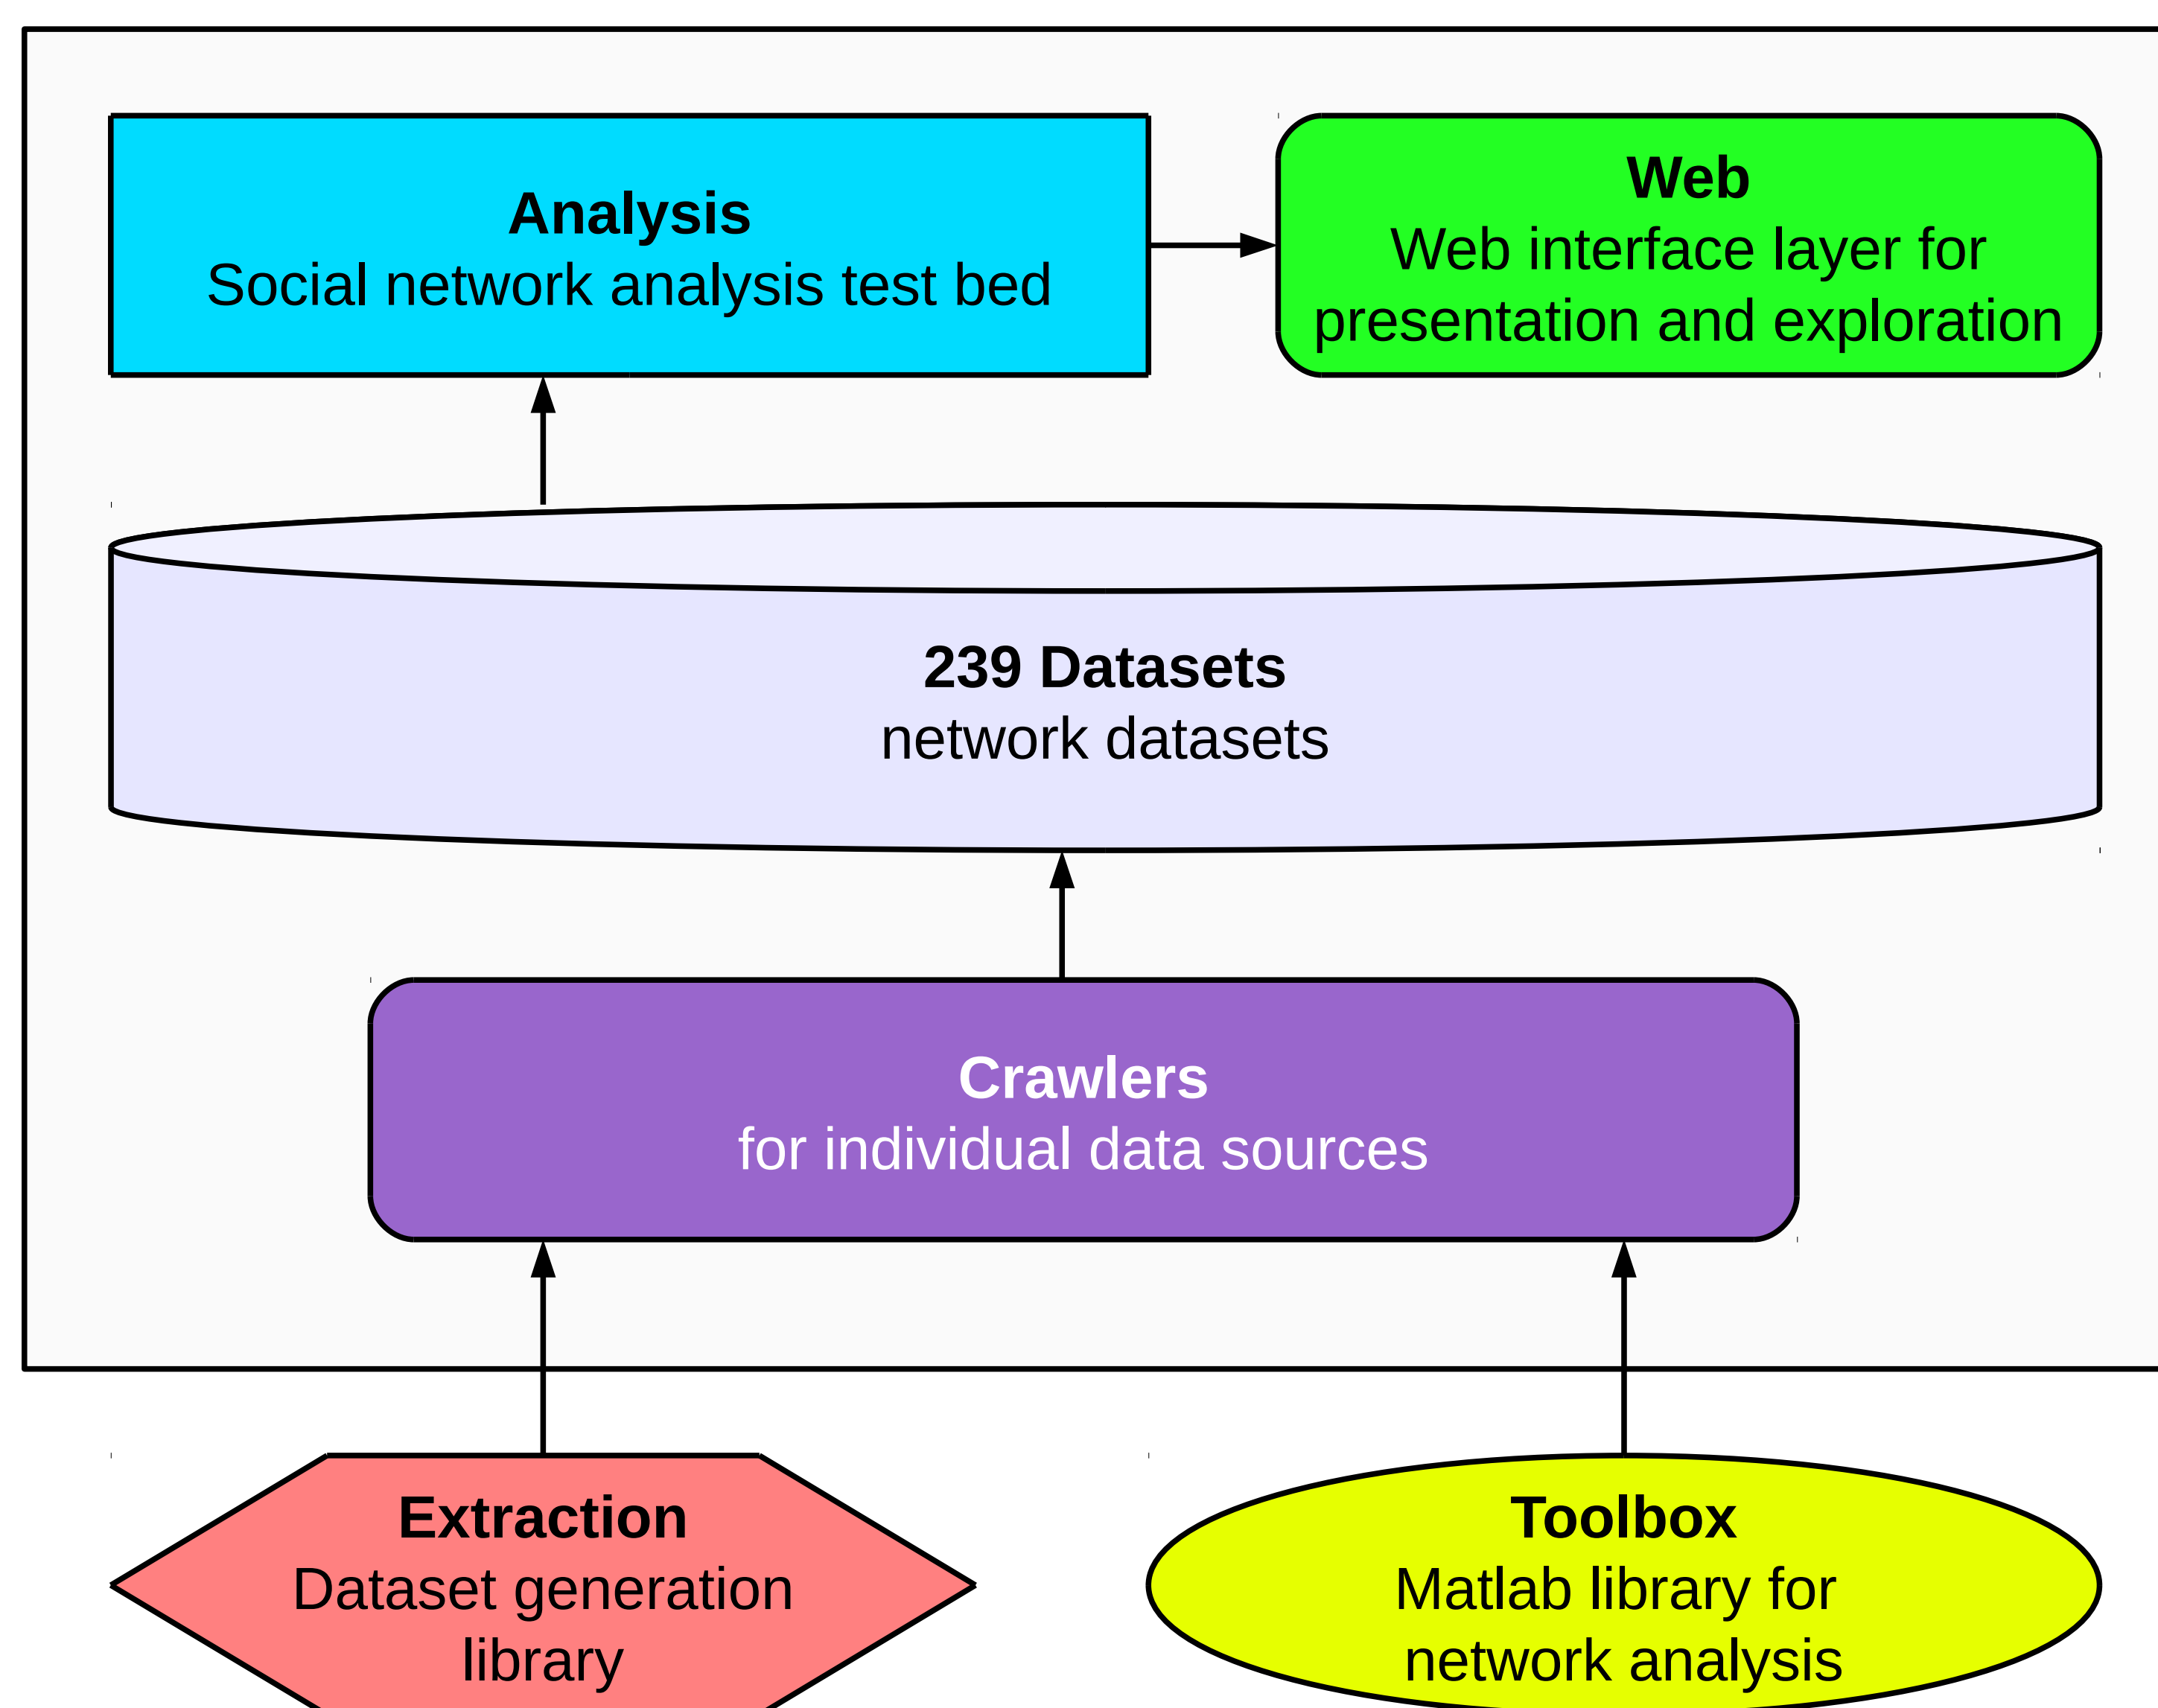 Analysis
Social network analysis test bed
Web
Web interface layer for
presentation and exploration
239 Datasets
network datasets
Crawlers
for individual data sources
Extraction
Dataset generation
library
Toolbox
Matlab library for
network analysis